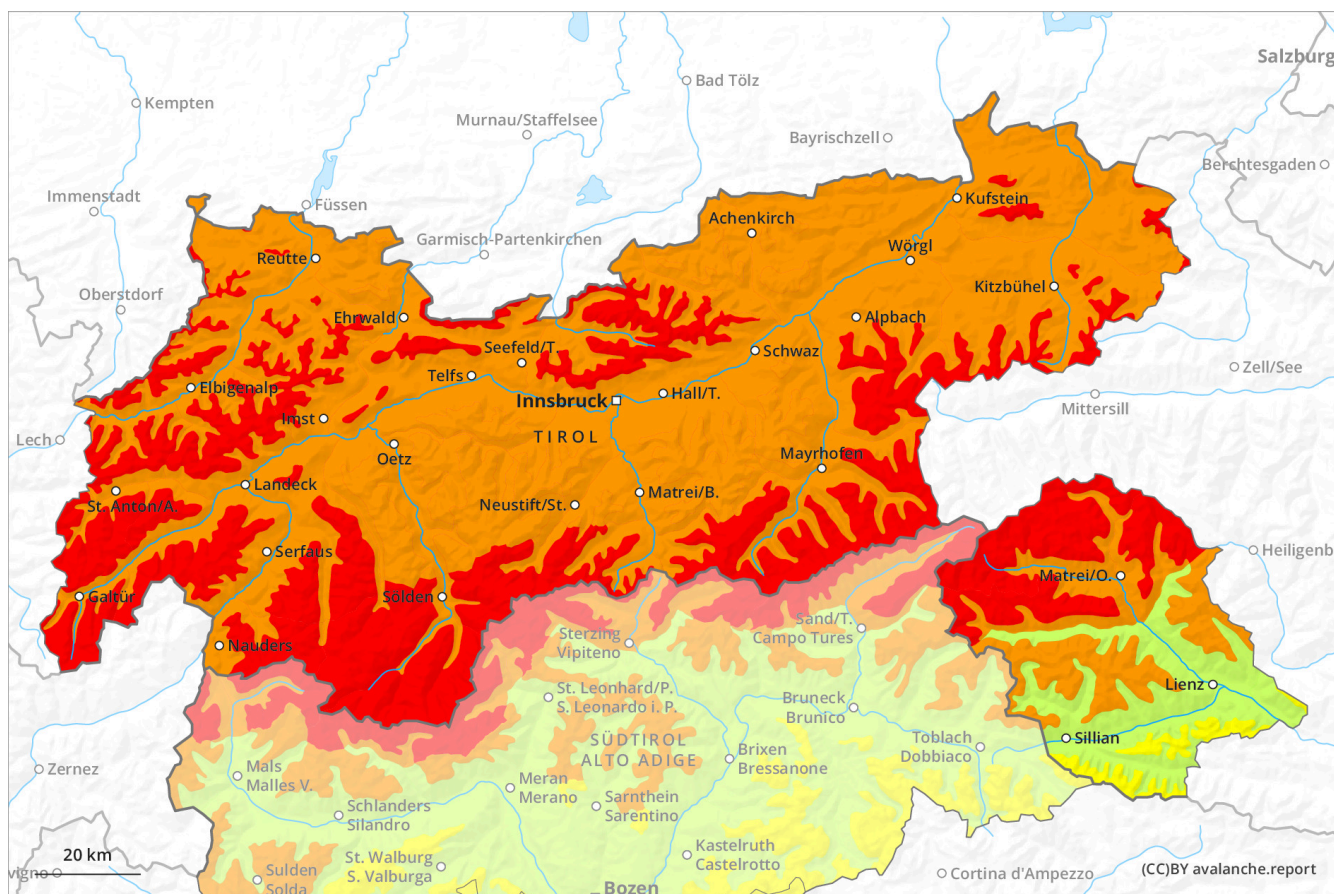 Salzburg
Bad Tölz
Kempten
Murnau/Staffelsee
Bayrischzell
Berchtesgaden
Immenstadt
Füssen
Kufstein
Achenkirch
Garmisch-Partenkirchen
Wörgl
Reutte
Kitzbühel
Oberstdorf
Ehrwald
Alpbach
Seefeld/T.
Schwaz
Zell/See
Telfs
Elbigenalp
Innsbruck
Hall/T.
Mittersill
Imst
TIROL
Lech
Oetz
Mayrhofen
Landeck
St. Anton/A.
Neustift/St.
Matrei/B.
Serfaus
Heiligenb
Matrei/O.
Galtür
Sölden
Sand/T.
Campo Tures
Sterzing
Vipiteno
Nauders
Lienz
St. Leonhard/P.
S. Leonardo i. P.
Bruneck
Brunico
SÜDTIROL
ALTO ADIGE
Toblach
Dobbiaco
Sillian
Brixen
Bressanone
Zernez
Mals
Malles V.
Meran
Merano
Sarnthein
Sarentino
Schlanders
Silandro
Kastelruth
Castelrotto
20 km
St. Walburg
S. Valburga
vigno
Sulden
Solda
Cortina d'Ampezzo
(CC)BY avalanche.report
Bozen